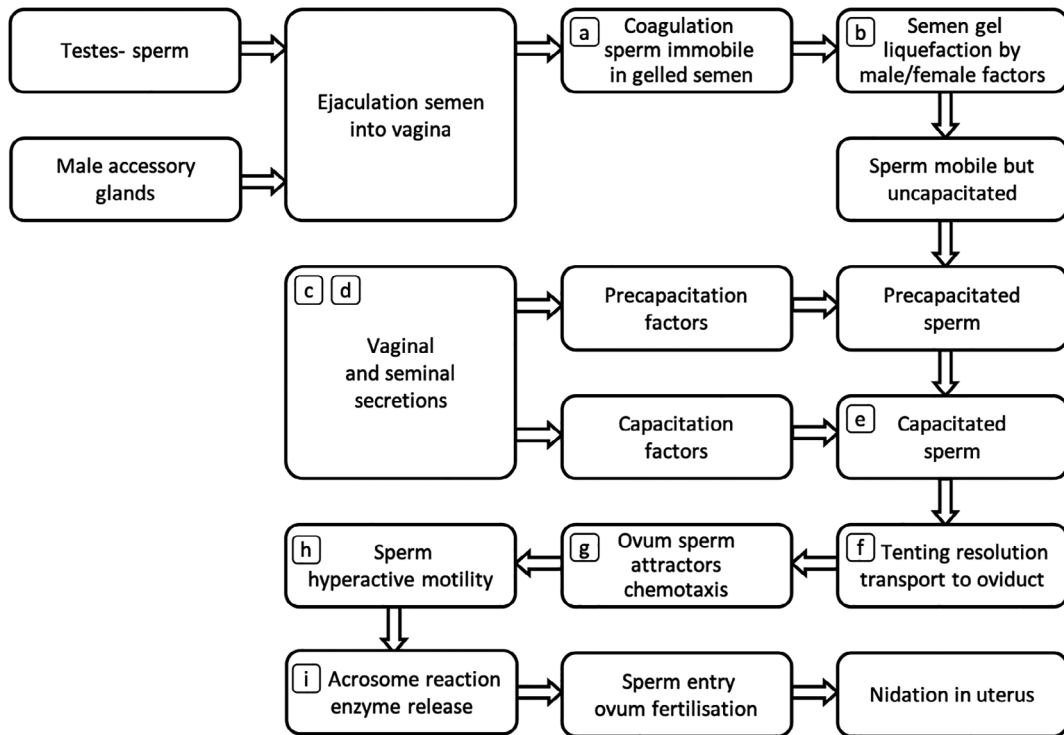 Testes- sperm
Male accessory
glands
Ejaculation semen
into vagina
a
Coagulation
sperm immobile
in gelled semen
b
Semen gel
liquefaction by
male/female factors
Sperm mobile but
uncapacitated
c d
Vaginal
and seminal
secretions
Precapacitation
factors
Precapacitated
sperm
Capacitation
factors
e
Capacitated
sperm
f
Tenting resolution
transport to oviduct
g
Ovum sperm
attractors
chemotaxis
h
Sperm
hyperactive motility
i
Acrosome reaction
enzyme release
Sperm entry
ovum fertilisation
Nidation in uterus